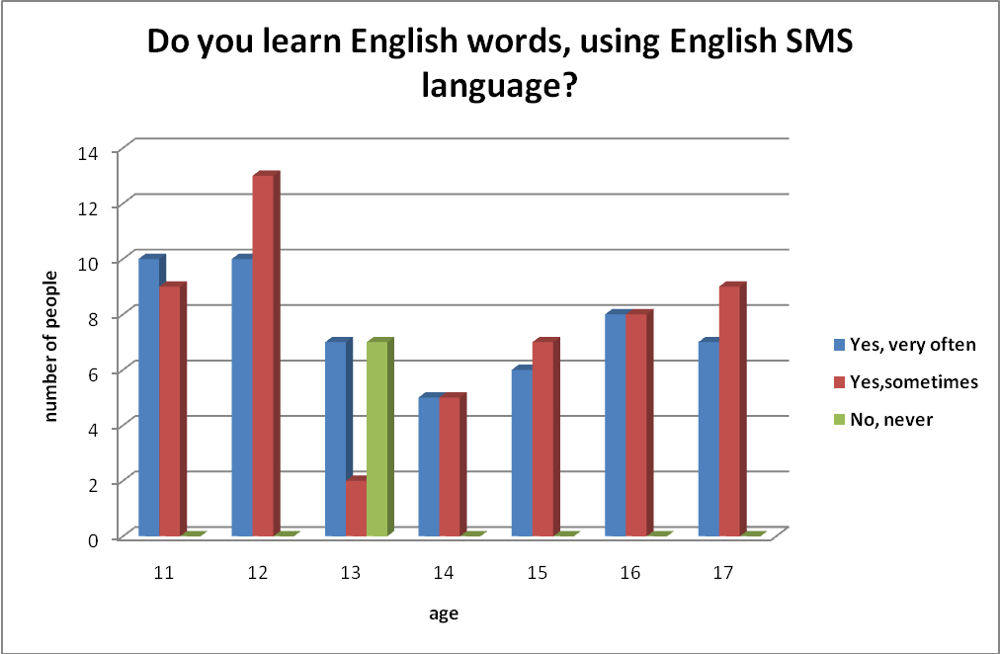 Do you learn English words, using English SMS
language?
14
12
10
8
6
4
2
0
number of people
11 12 13 14 15 16 17
age
Yes, very often
Yes,sometimes
No, never